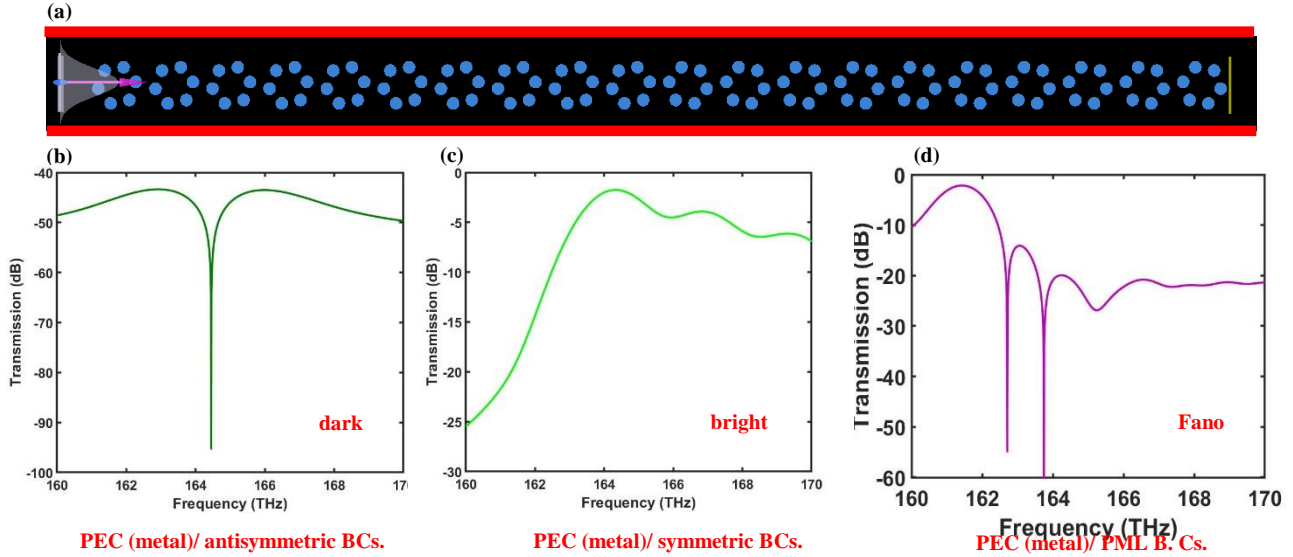 (a)
(b)
(c)
(d)
-40
-50
-60
-70
-80
-90
-100
Transmission (dB)
160 162 164 166 168 17
Frequency (THz)
dark
PEC (metal)/ antisymmetric BCs.
0
-5
-10
-15
-20
-25
-30
Transmission (dB)
160 162 164 166 168 170
Frequency (THz)
bright
PEC (metal)/ symmetric BCs.
0
-10
-20
-30
-40
-50
-60
Transmission (dB)
160 162 164 166 168 170
Frequency (THz)
Fano
PEC (metal)/ PML B. Cs.